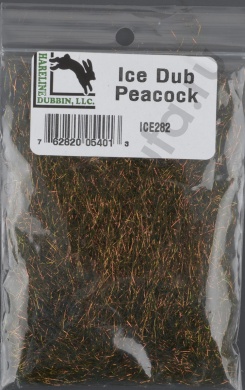 HARELINE
DUBBIN, LLC.
Ice Dub
Peacock
ICE282
7 62820 05401 3